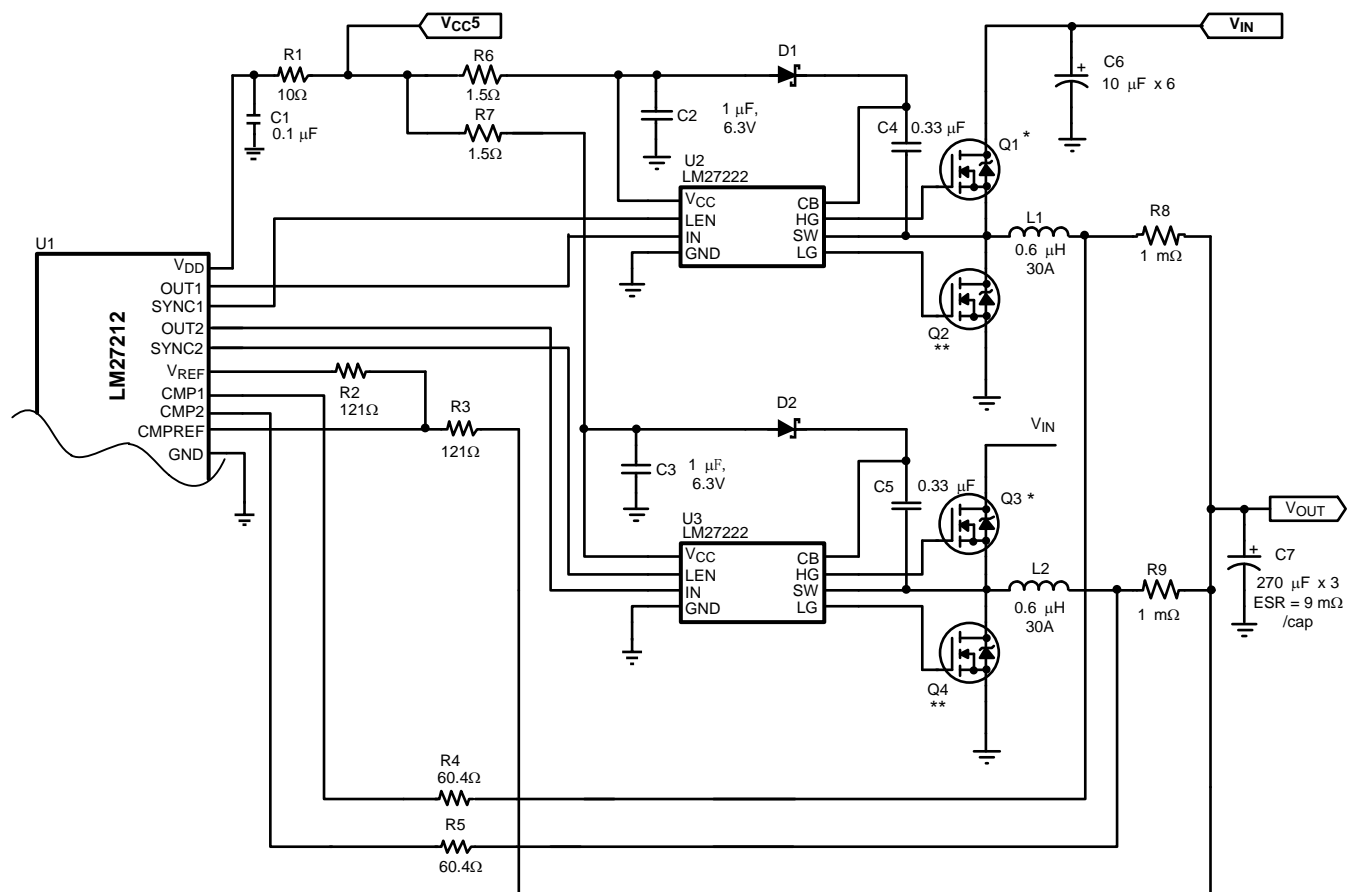 VCC5
VIN
R1
10Ω
R6
1.5Ω
D1
C6
10 µF x 6
C1
0.1 µF
R7
1.5Ω
C2
1 µF,
6.3V
C4
0.33 µF
Q1 *
U2
LM27222
VCC
LEN
IN
GND
CB
HG
SW
LG
L1
0.6 µH
30A
R8
1 mΩ
Q2
**
U1
LM27212
VDD
OUT1
SYNC1
OUT2
SYNC2
VREF
CMP1
CMP2
CMPREF
GND
R2
121Ω
R3
121Ω
D2
VIN
C3
1 µF,
6.3V
C5
0.33 µF
Q3 *
U3
LM27222
VCC
LEN
IN
GND
CB
HG
SW
LG
L2
0.6 µH
30A
R9
1 mΩ
VOUT
C7
270 µF x 3
ESR = 9 mΩ
/cap
Q4
**
R4
60.4Ω
R5
60.4Ω